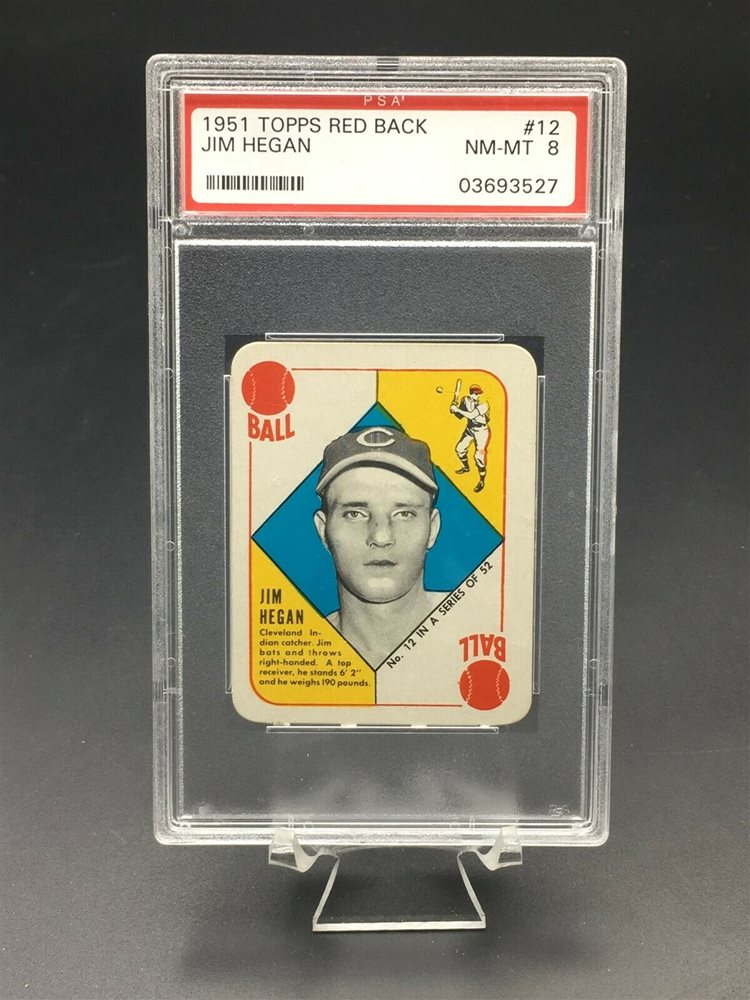 PSA
1951 TOPPS RED BACK #12
JIM HEGAN NM-MT 8
03693527
BALL
C
JIM
HEGAN
Cleveland In-
dian catcher. Jim
bats and throws
right-handed. A top
receiver, he stands 6' 2"
and he weighs 190 pounds.
No. 12 IN A SERIES OF 52
BALL
PSA